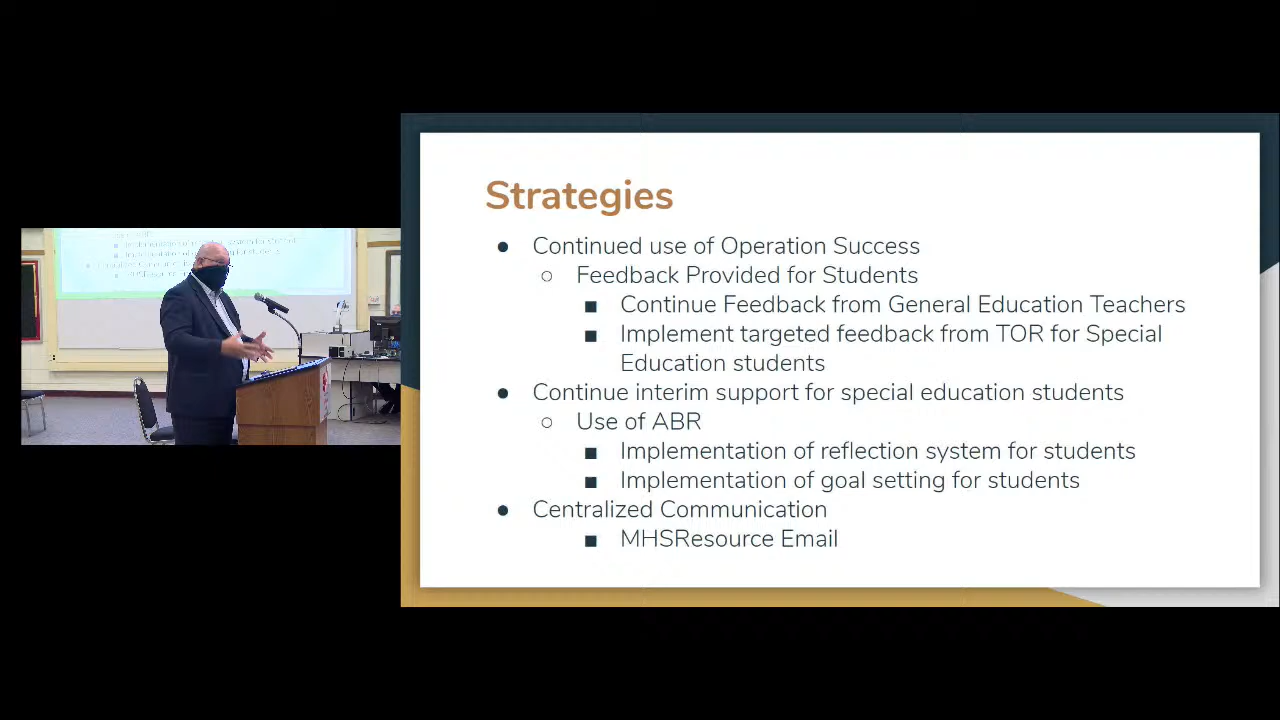 Strategies
● Continued use of Operation Success
○ Feedback Provided for Students
■ Continue Feedback from General Education Teachers
■ Implement targeted feedback from TOR for Special
Education students
● Continue interim support for special education students
○ Use of ABR
■ Implementation of reflection system for students
■ Implementation of goal setting for students
● Centralized Communication
■ MHSResource Email